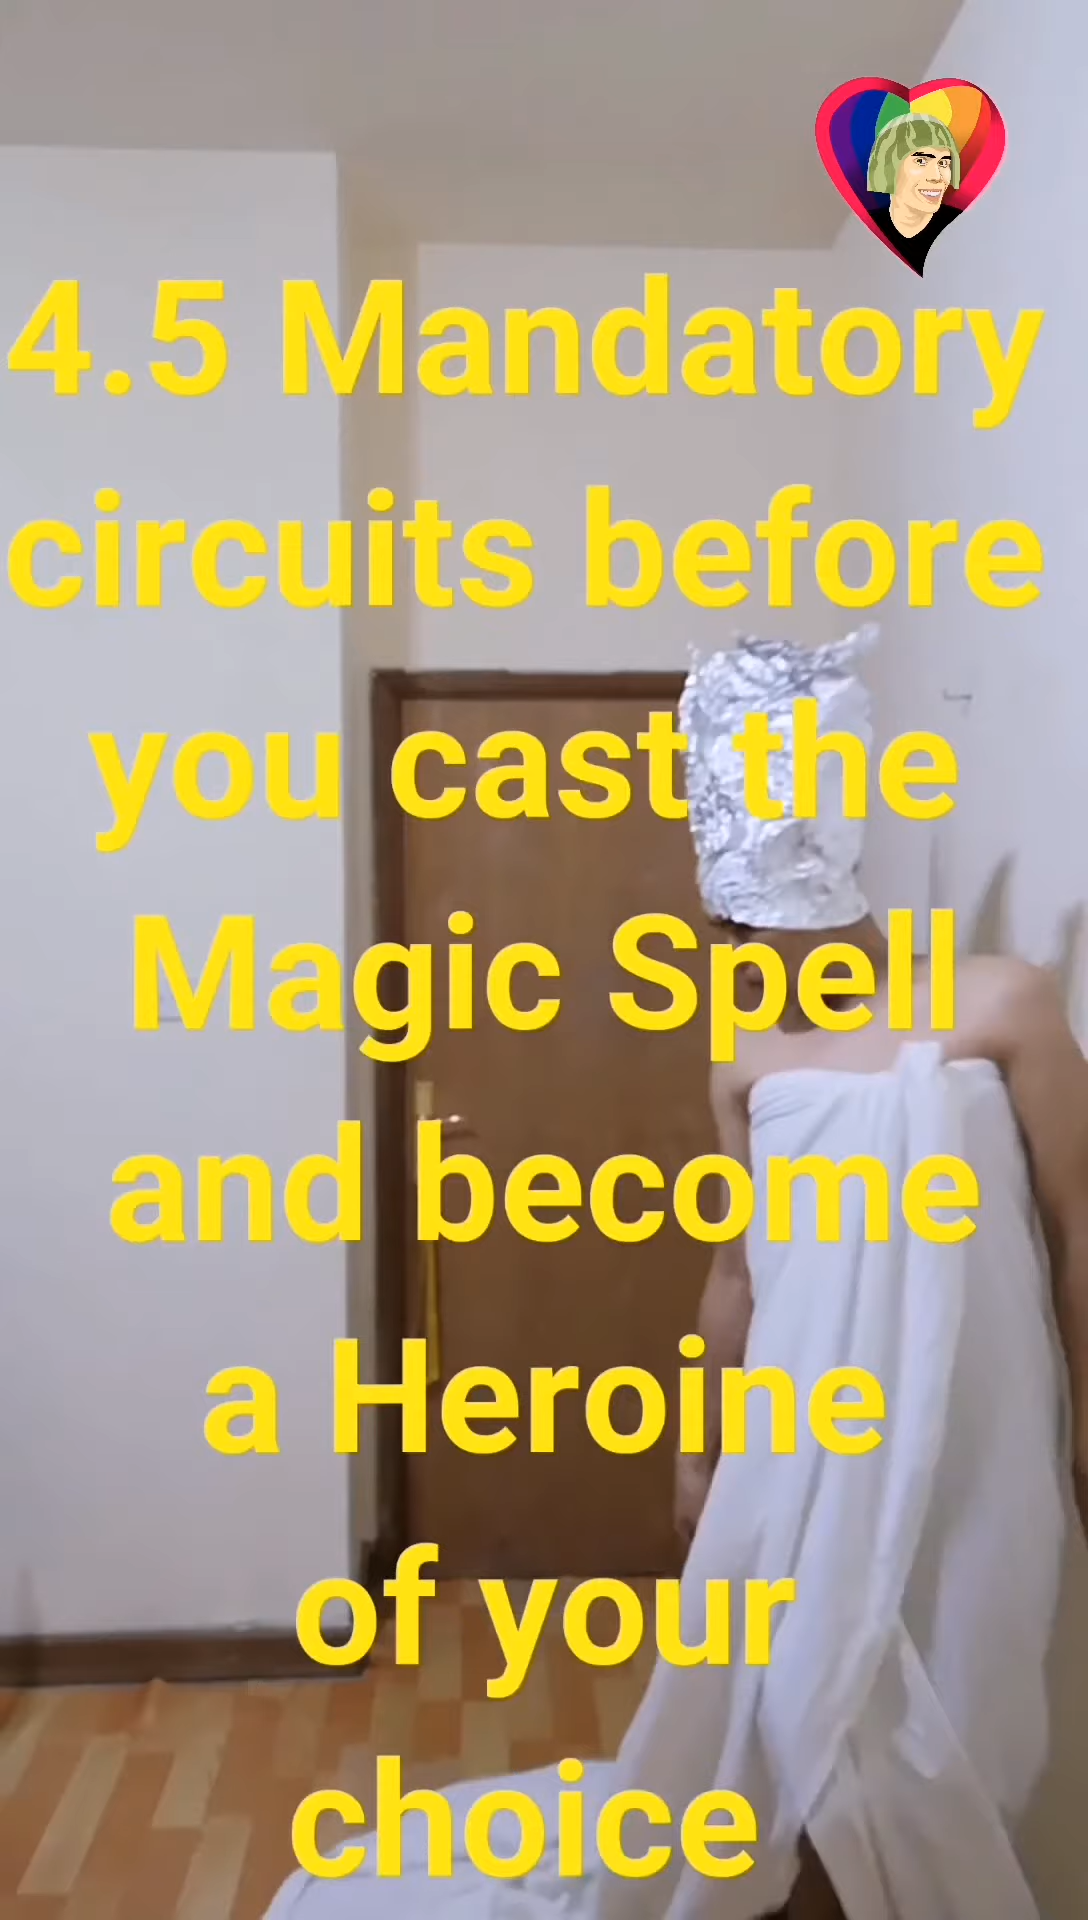 4.5 Mandatory
circuits before
you cast the
Magic Spell
and become
a Heroine
of your
choice